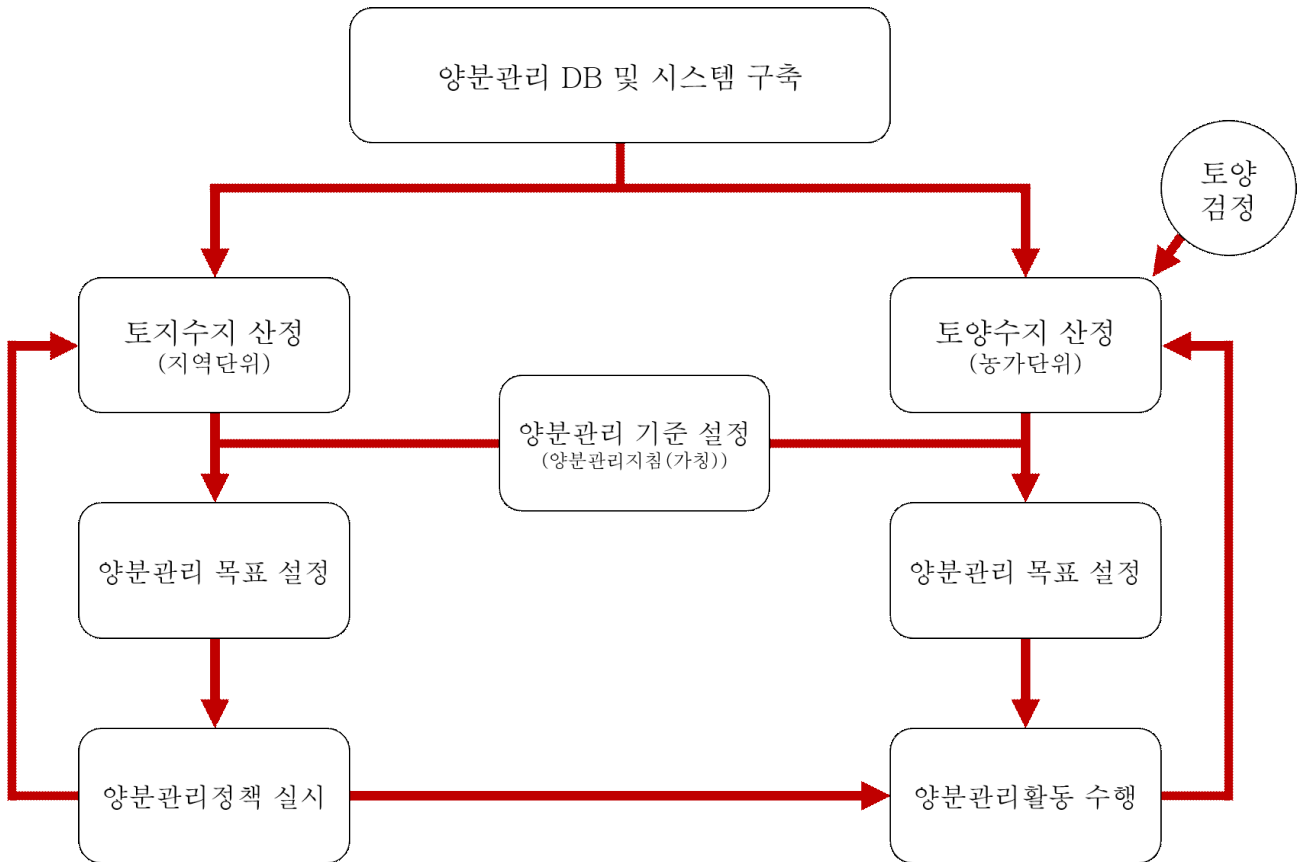 양분관리 DB 및 시스템 구축
토양
검정
토지수지 산정
(지역단위)
토양수지 산정
(농가단위)
양분관리 기준 설정
(양분관리지침(가칭))
양분관리 목표 설정
양분관리 목표 설정
양분관리정책 실시
양분관리활동 수행